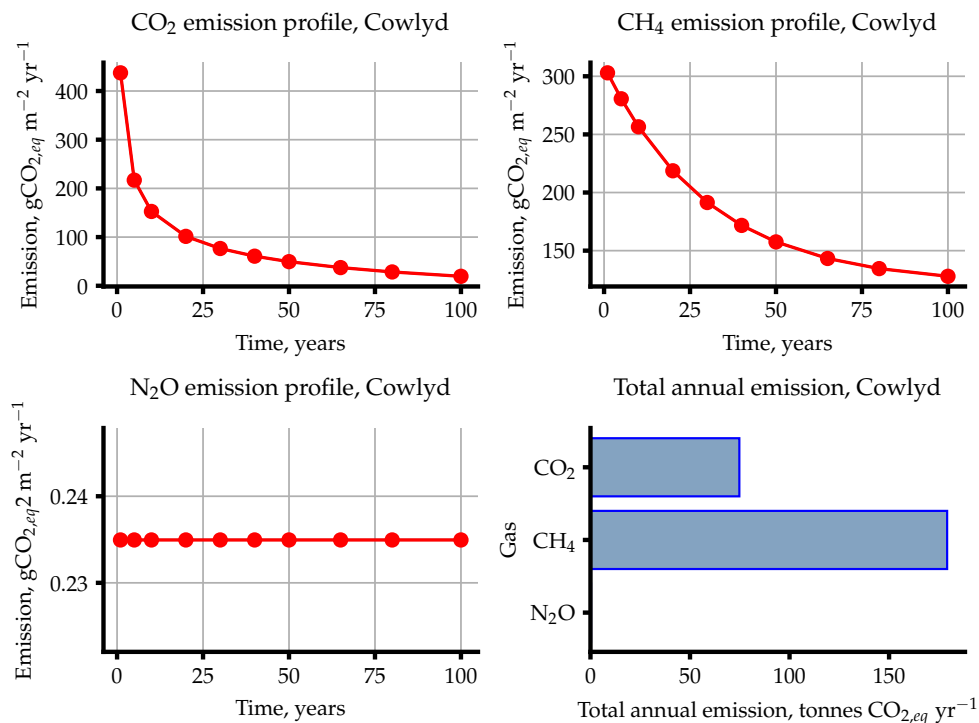 CO₂ emission profile, Cowlyd
Emission, gCO₂,eq m⁻² yr⁻¹
400
300
200
100
0
0 25 50 75 100
Time, years
CH₄ emission profile, Cowlyd
Emission, gCO₂,eq m⁻² yr⁻¹
300
250
200
150
0 25 50 75 100
Time, years
N₂O emission profile, Cowlyd
Emission, gCO₂,eq2 m⁻² yr⁻¹
0.24
0.23
0 25 50 75 100
Time, years
Total annual emission, Cowlyd
Gas
CO₂
CH₄
N₂O
0 50 100 150
Total annual emission, tonnes CO₂,eq yr⁻¹